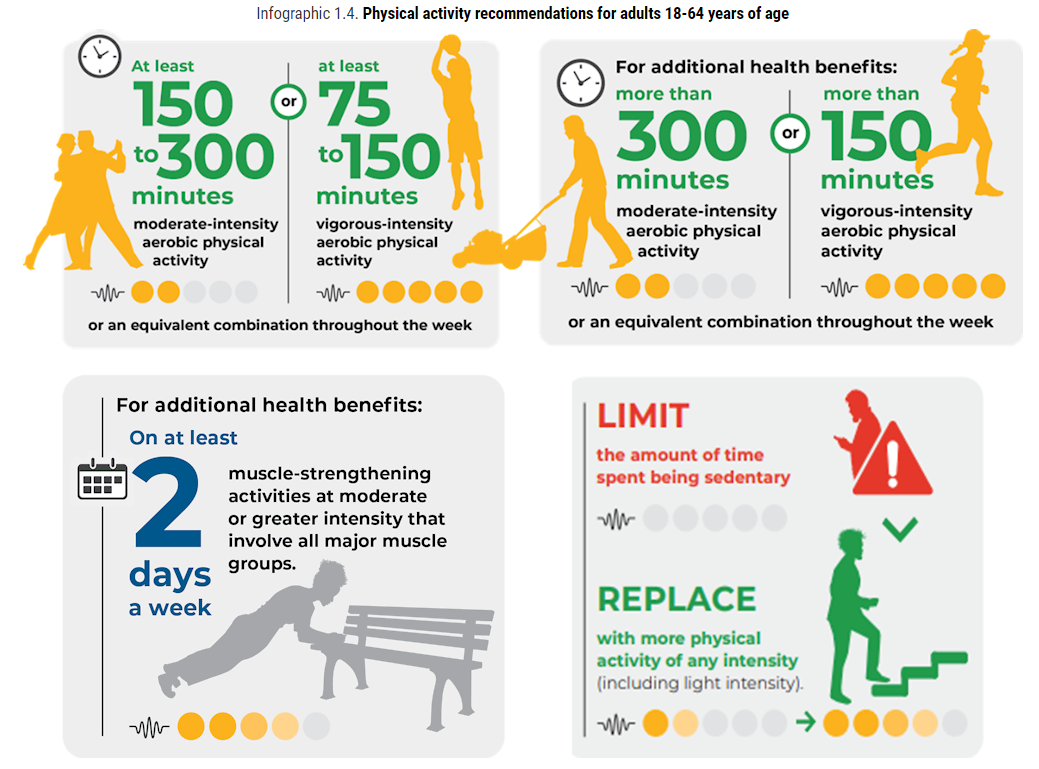 Infographic 1.4. Physical activity recommendations for adults 18-64 years of age
At least
150
to 300
minutes
moderate-intensity
aerobic physical
activity
or
at least
75
to 150
minutes
vigorous-intensity
aerobic physical
activity
or an equivalent combination throughout the week
For additional health benefits:
more than
300
minutes
moderate-intensity
aerobic physical
activity
or
more than
150
minutes
vigorous-intensity
aerobic physical
activity
or an equivalent combination throughout the week
For additional health benefits:
On at least
2
days
a week
muscle-strengthening
activities at moderate
or greater intensity that
involve all major muscle
groups.
LIMIT
the amount of time
spent being sedentary
!
REPLACE
with more physical
activity of any intensity
(including light intensity).